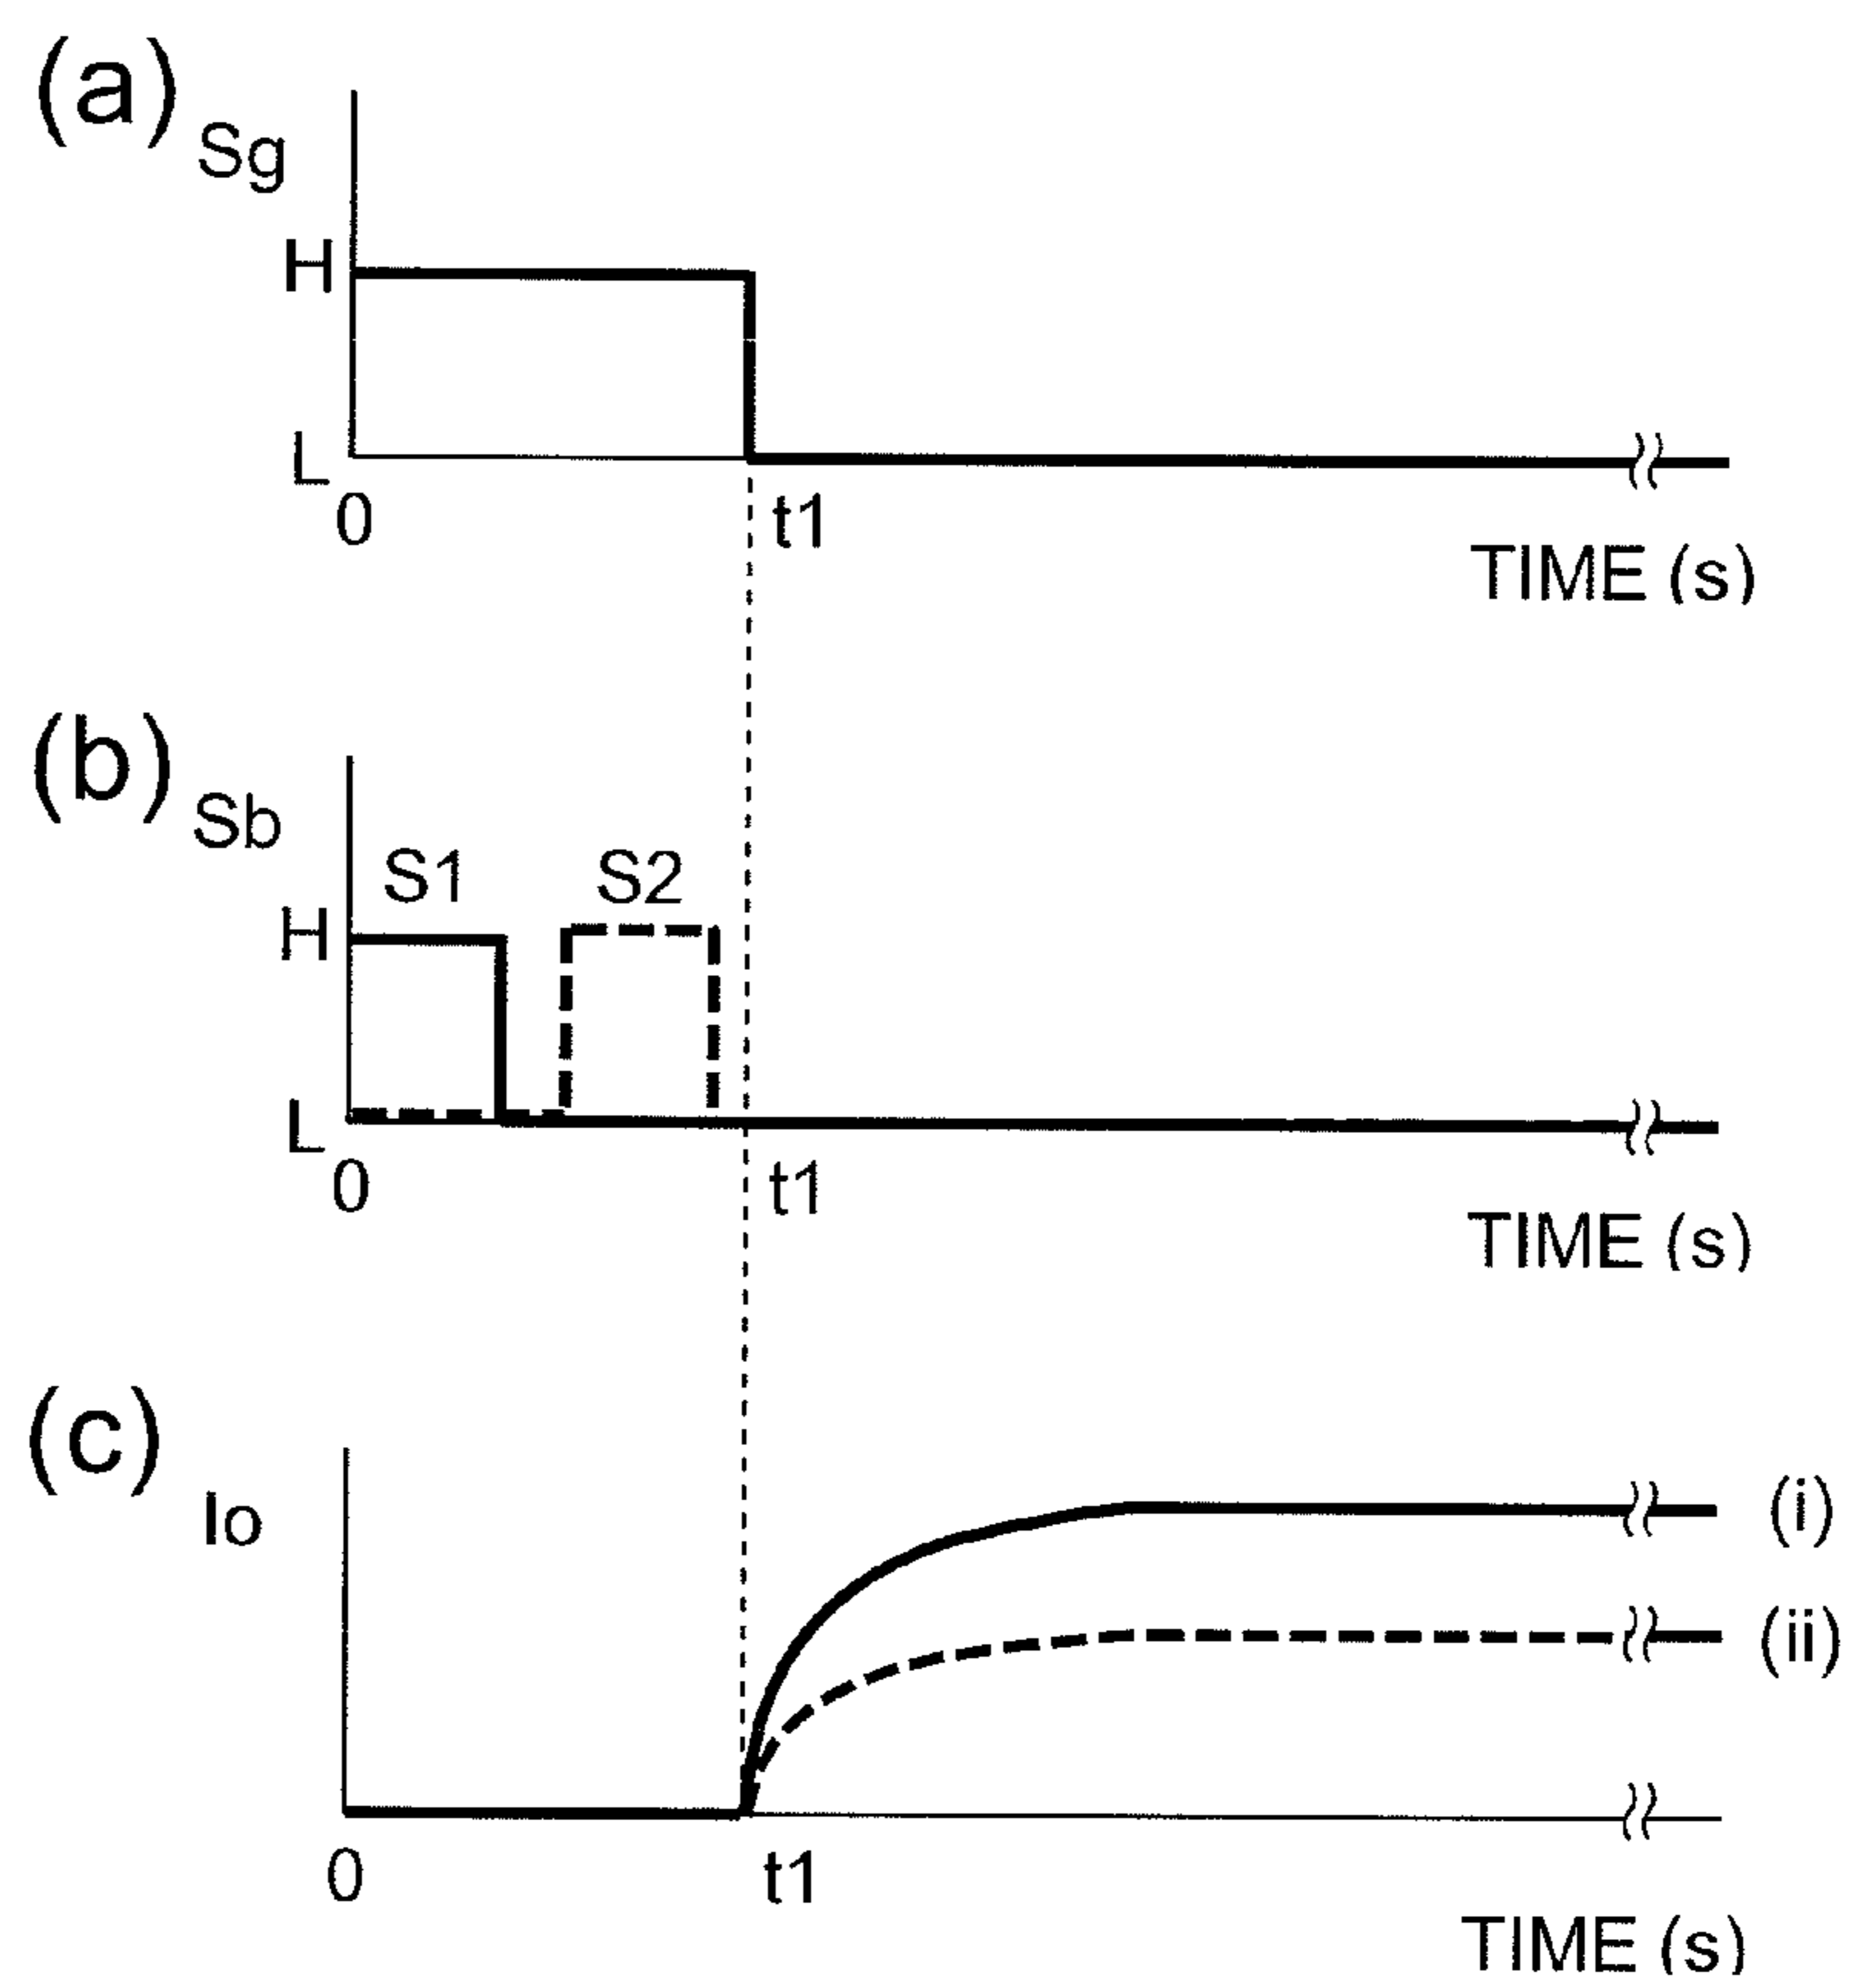 (a) Sg
H
L
0 t1
TIME (s)
(b) Sb
S1 S2
H
L
0 t1
TIME (s)
(c) Io
(i)
(ii)
0 t1
TIME (s)